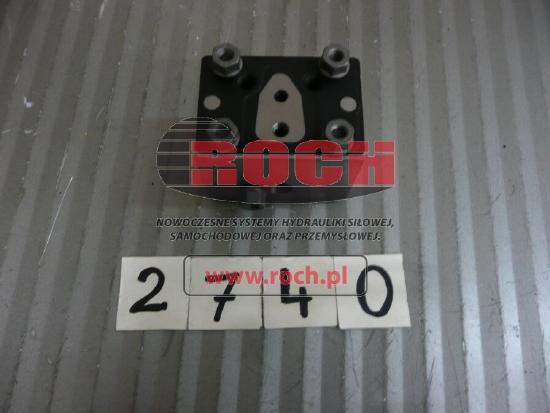 ROCH
NOWOCZESNE SYSTEMY HYDRAULIKI SIŁOWEJ,
SAMOCHODOWEJ ORAZ PRZEMYSŁOWEJ.
www.roch.pl
2740